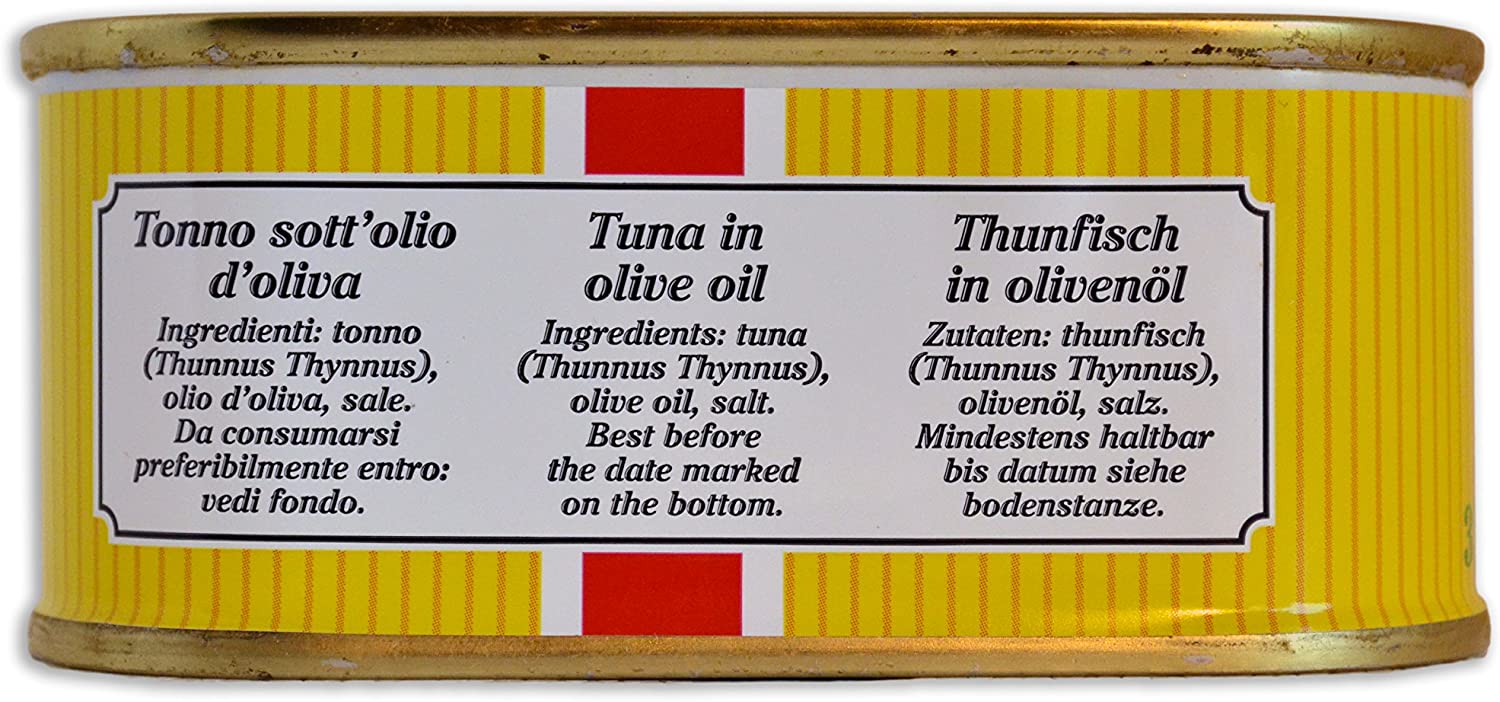 Tonno sott'olio
d'oliva
Ingredienti: tonno
(Thunnus Thynnus),
olio d'oliva, sale.
Da consumarsi
preferibilmente entro:
vedi fondo.
Tuna in
olive oil
Ingredients: tuna
(Thunnus Thynnus),
olive oil, salt.
Best before
the date marked
on the bottom.
Thunfisch
in olivenöl
Zutaten: thunfisch
(Thunnus Thynnus),
olivenöl, salz.
Mindestens haltbar
bis datum siehe
bodenstanze.